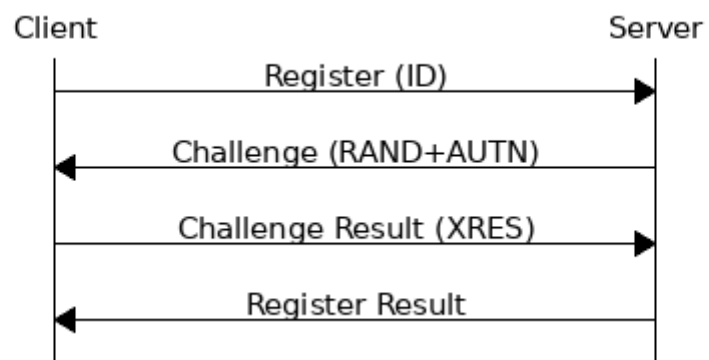 Client Server
Register (ID)
Challenge (RAND+AUTN)
Challenge Result (XRES)
Register Result